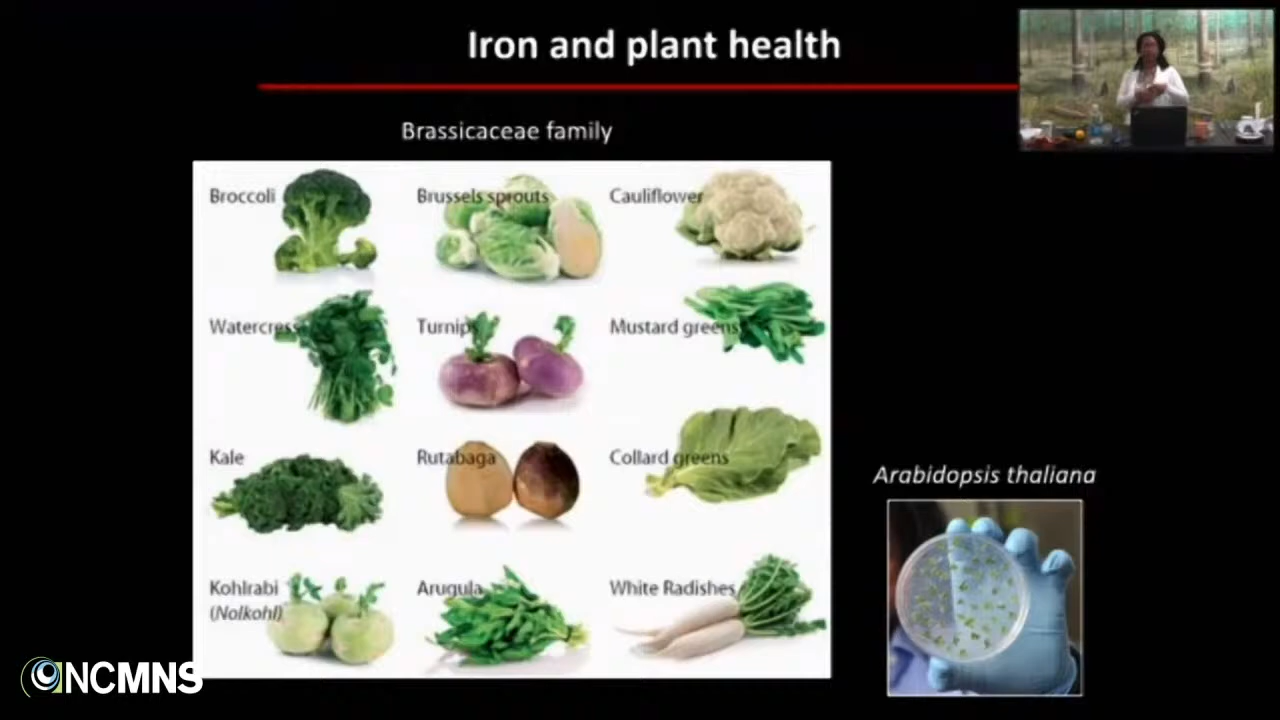 Iron and plant health
Brassicaceae family
Broccoli
Brussels sprouts
Cauliflower
Watercress
Turnips
Mustard greens
Kale
Rutabaga
Collard greens
Arabidopsis thaliana
Kohlrabi
(Nolkohl)
Arugula
White Radishes
NCMNS